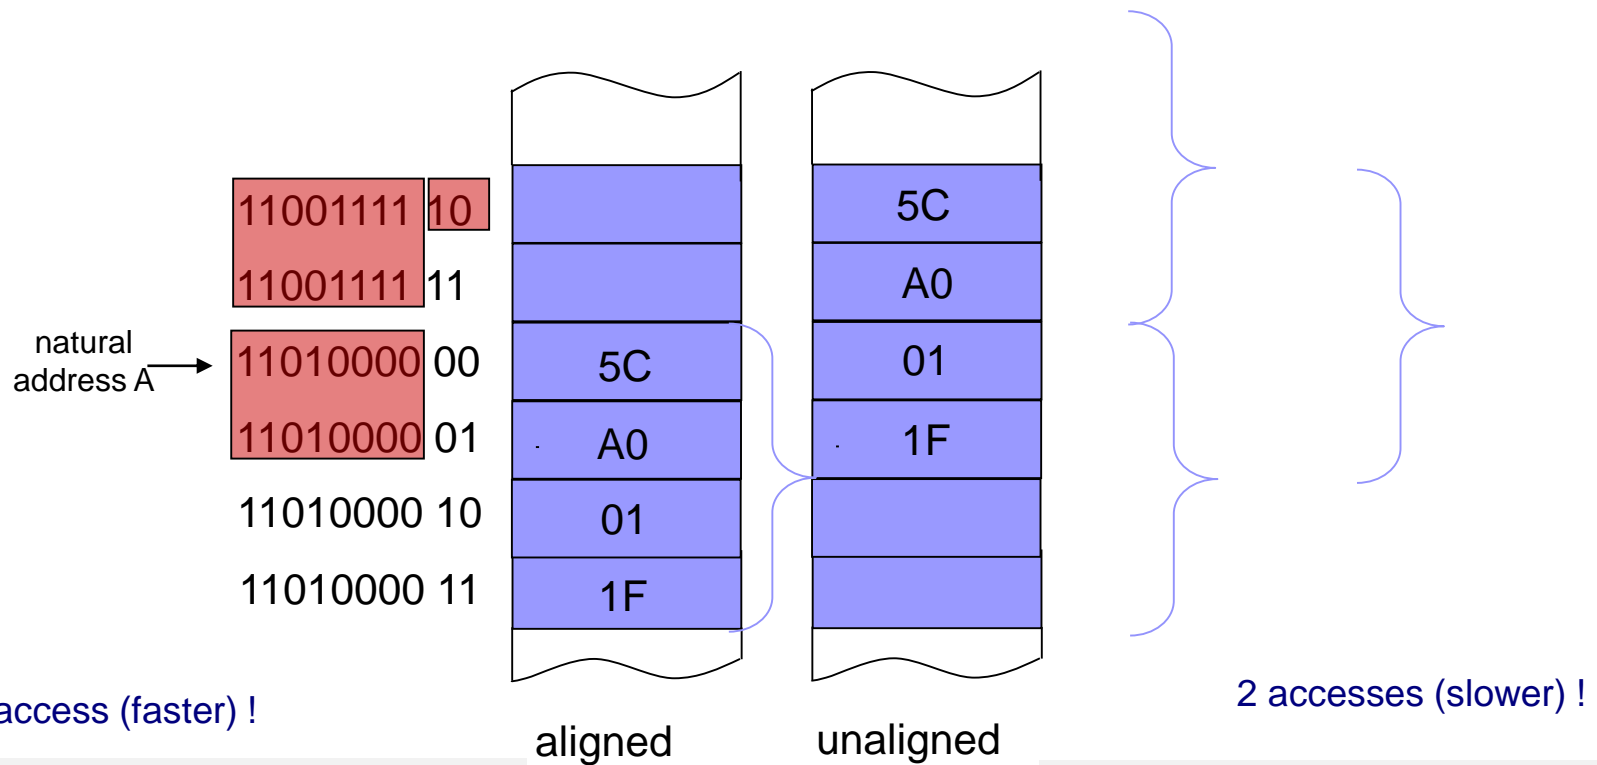 11001111 10
5C
11001111 11
A0
natural
address A
11010000 00
5C
01
11010000 01
A0
1F
11010000 10
01
11010000 11
1F
access (faster) !
2 accesses (slower) !
aligned
unaligned